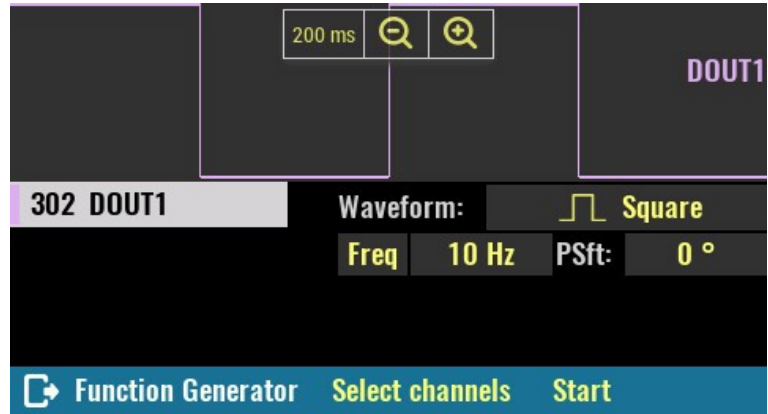 200 ms
DOUT1
302 DOUT1
Waveform: Square
Freq 10 Hz PSft: 0 °
Function Generator Select channels Start